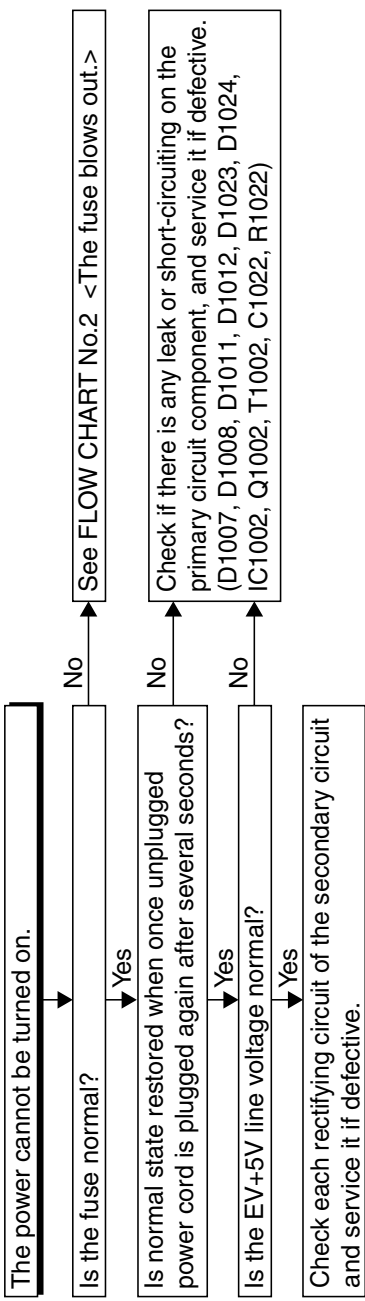 The power cannot be turned on.
Is the fuse normal?
No
See FLOW CHART No.2 <The fuse blows out.>
Yes
Is normal state restored when once unplugged
power cord is plugged again after several seconds?
No
Check if there is any leak or short-circuiting on the
primary circuit component, and service it if defective.
(D1007, D1008, D1011, D1012, D1023, D1024,
IC1002, Q1002, T1002, C1022, R1022)
Yes
Is the EV+5V line voltage normal?
No
Yes
Check each rectifying circuit of the secondary circuit
and service it if defective.